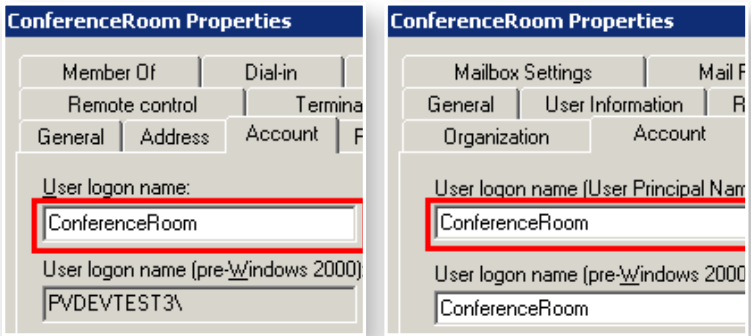 ConferenceRoom Properties
Member Of
Dial-in
Remote control
Termina
General
Address
Account
User logon name:
ConferenceRoom
User logon name (pre-Windows 2000):
PVDEVTEST3\
ConferenceRoom Properties
Mailbox Settings
Mail F
General
User Information
R
Organization
Account
User logon name (User Principal Nam
ConferenceRoom
User logon name (pre-Windows 2000
ConferenceRoom